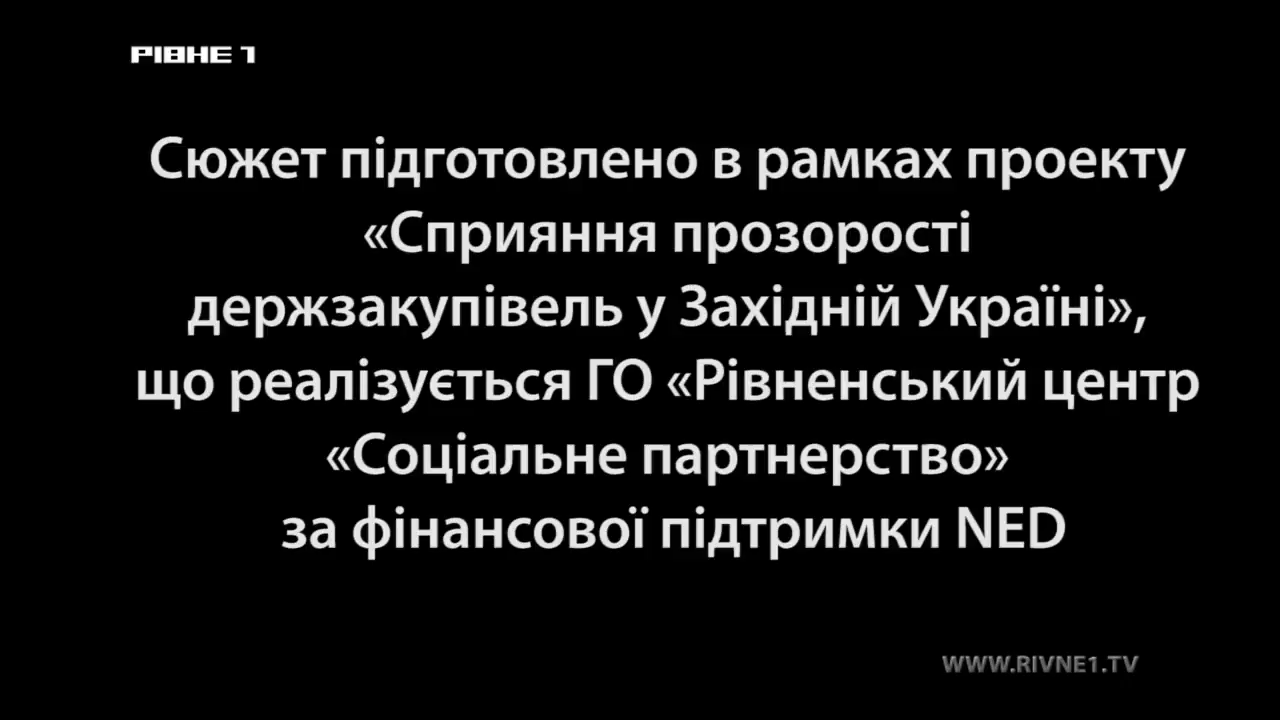 РІВНЕ 1
Сюжет підготовлено в рамках проекту
«Сприяння прозорості
держзакупівель у Західній Україні»,
що реалізується ГО «Рівненський центр
«Соціальне партнерство»
за фінансової підтримки NED
WWW.RIVNE1.TV